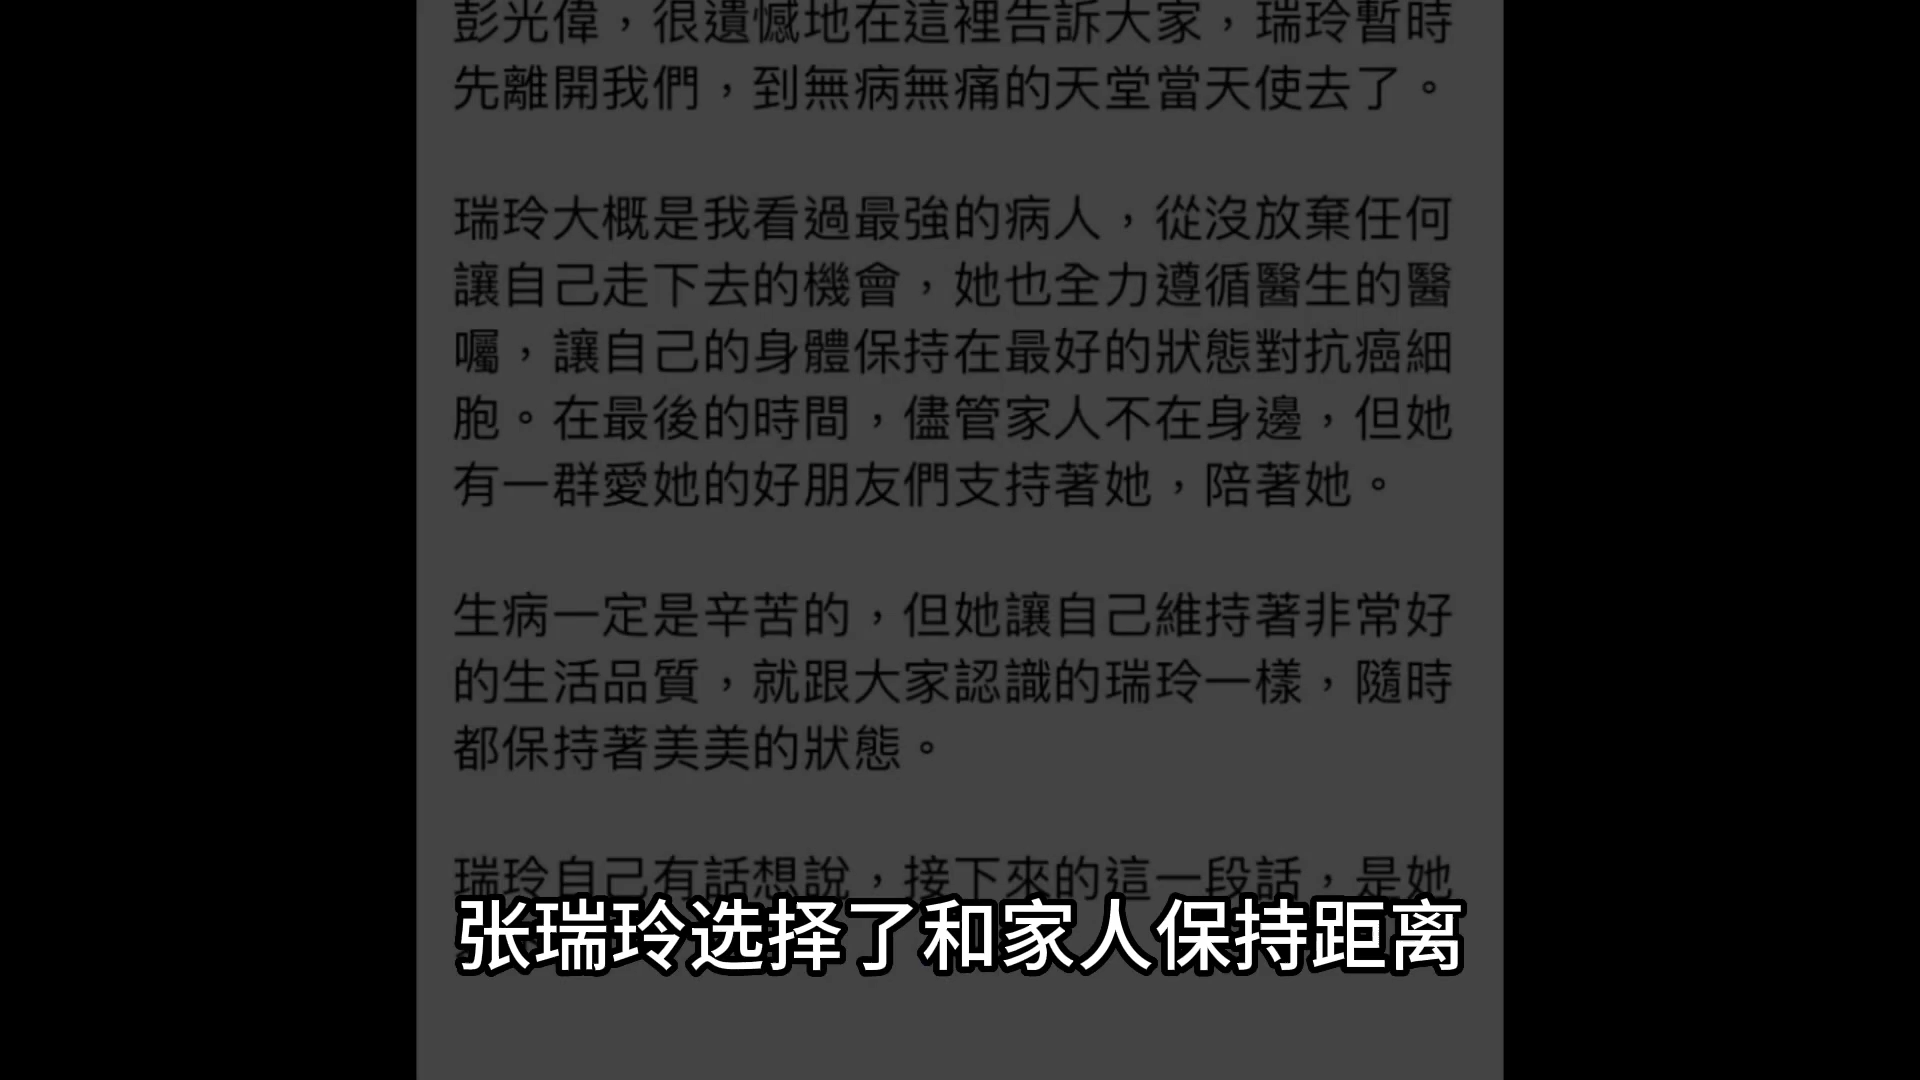 彭光偉，很遺憾地在這裡告訴大家，瑞玲暫時
先離開我們，到無病無痛的天堂當天使去了。
瑞玲大概是我看過最強的病人，從沒放棄任何
讓自己走下去的機會，她也全力遵循醫生的醫
囑，讓自己的身體保持在最好的狀態對抗癌細
胞。在最後的時間，儘管家人不在身邊，但她
有一群愛她的好朋友們支持著她，陪著她。
生病一定是辛苦的，但她讓自己維持著非常好
的生活品質，就跟大家認識的瑞玲一樣，隨時
都保持著美美的狀態。
瑞玲自己有話想說，接下來的這一段話，是她
张瑞玲选择了和家人保持距离